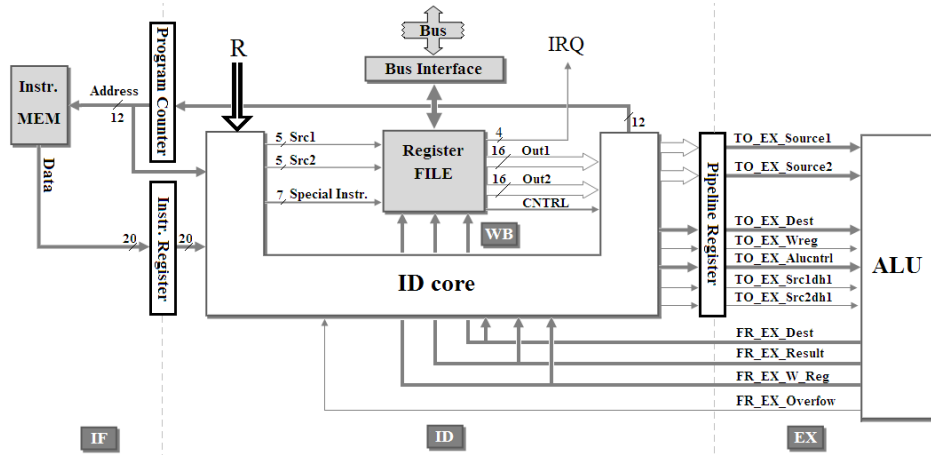 Bus
R
IRQ
Bus Interface
Program Counter
Instr.
MEM
Address
12
12
Data
5 Src1
5 Src2
7 Special Instr.
Register
FILE
4
16 Out1
16 Out2
CNTRL
WB
20
Instr. Register
20
ID core
Pipeline Register
TO_EX_Source1
TO_EX_Source2
TO_EX_Dest
TO_EX_Wreg
TO_EX_Alucntrl
TO_EX_Src1dh1
TO_EX_Src2dh1
ALU
FR_EX_Dest
FR_EX_Result
FR_EX_W_Reg
FR_EX_Overfow
IF
ID
EX